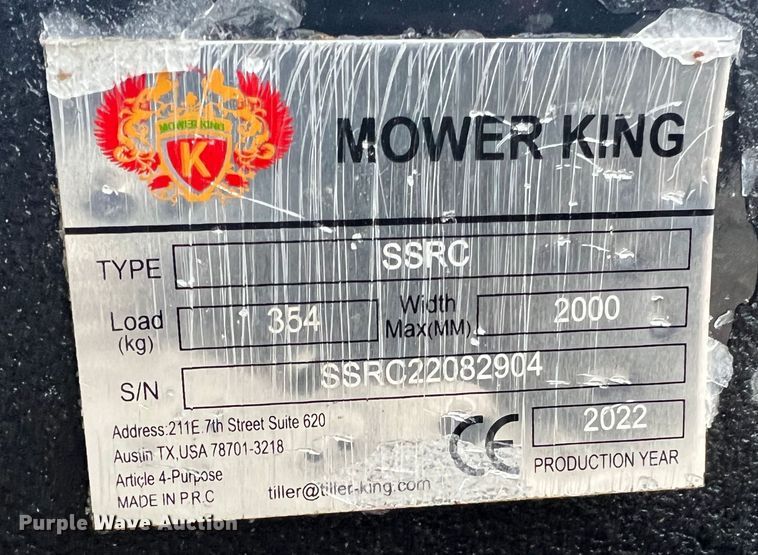 MOWER KING
K
MOWER KING
TYPE SSRC
Load (kg) 354 Width Max(MM) 2000
S/N SSRC22082904
Address:211E.7th Street Suite 620
Austin TX,USA 78701-3218
Article 4-Purpose
MADE IN P.R.C
tiller@tiller-king.com
CE
2022
PRODUCTION YEAR
Purple Wave Auction